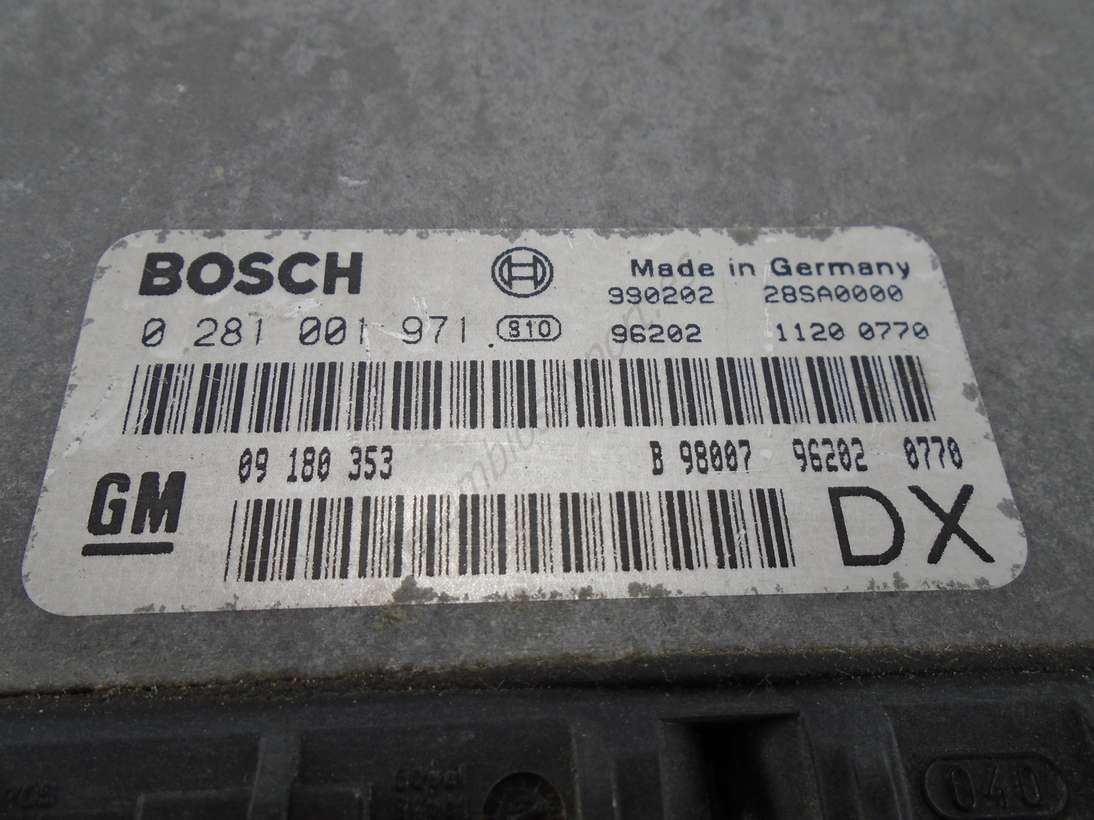 BOSCH Made in Germany
990202 28SA0000
0 281 001 971 810 96202 1120 0770
09 180 353 B 98007 96202 0770
GM DX
040